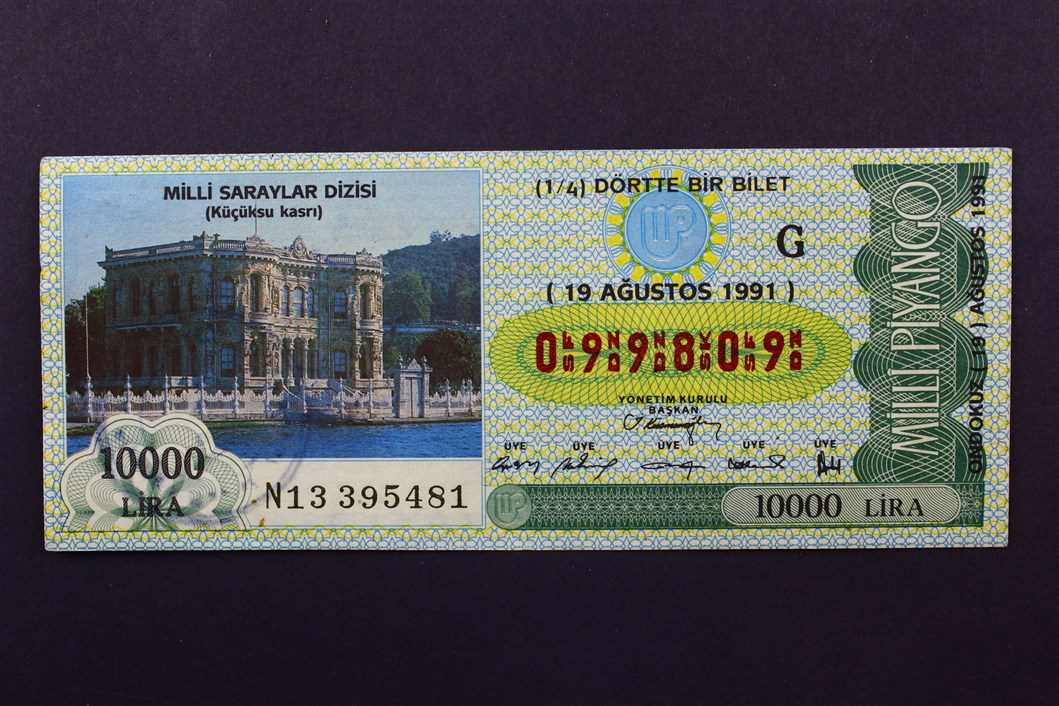 MİLLİ SARAYLAR DİZİSİ
(Küçüksu kasrı)
10000
LİRA
N13 395481
(1/4) DÖRTTE BİR BİLET
MP
G
( 19 AĞUSTOS 1991 )
0 9 9 8 0 9
YÖNETİM KURULU
BAŞKAN
ÜYE ÜYE ÜYE ÜYE ÜYE
MP
10000 LİRA
MİLLİ PİYANGO
ONDOKUZ ( 19 ) AĞUSTOS 1991